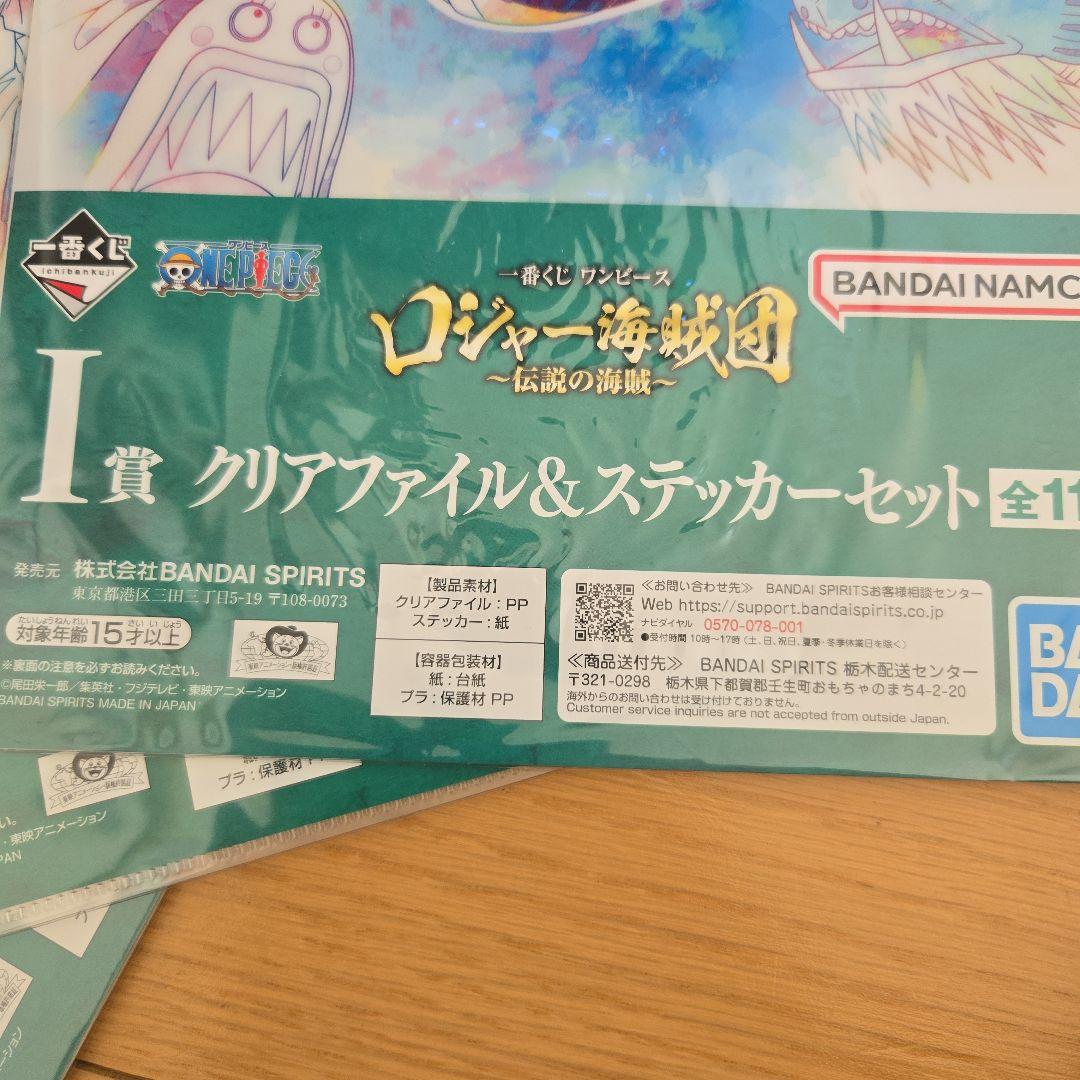 一番くじ
ichibankuji
ワンピース
ONE PIECE
一番くじ ワンピース
ロジャー海賊団
～伝説の海賊～
BANDAI NAMC
I賞 クリアファイル&ステッカーセット 全11
発売元 株式会社BANDAI SPIRITS
東京都港区三田三丁目5-19 〒108-0073
たいしょうねんれい さい いじょう
対象年齢15才以上
※裏面の注意を必ずお読みください。
©尾田栄一郎／集英社・フジテレビ・東映アニメーション
BANDAI SPIRITS MADE IN JAPAN
【製品素材】
クリアファイル：PP
ステッカー：紙
【容器包装材】
紙：台紙
プラ：保護材 PP
≪お問い合わせ先≫ BANDAI SPIRITSお客様相談センター
Web https://support.bandaispirits.co.jp
ナビダイヤル 0570-078-001
●受付時間 10時～17時（土、日、祝日、夏季・冬季休業日を除く）
≪商品送付先≫ BANDAI SPIRITS 栃木配送センター
〒321-0298 栃木県下都賀郡壬生町おもちゃのまち4-2-20
海外からのお問い合わせは受け付けておりません。
Customer service inquiries are not accepted from outside Japan.
BA
DA
プラ：保護材 P
い。
・東映アニメーション
PAN